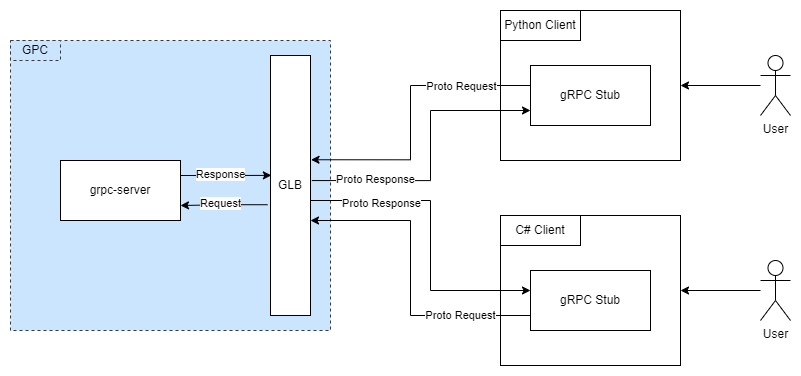 GPC
grpc-server
Response
Request
GLB
Proto Request
Proto Response
Proto Response
Proto Request
Python Client
gRPC Stub
User
C# Client
gRPC Stub
User